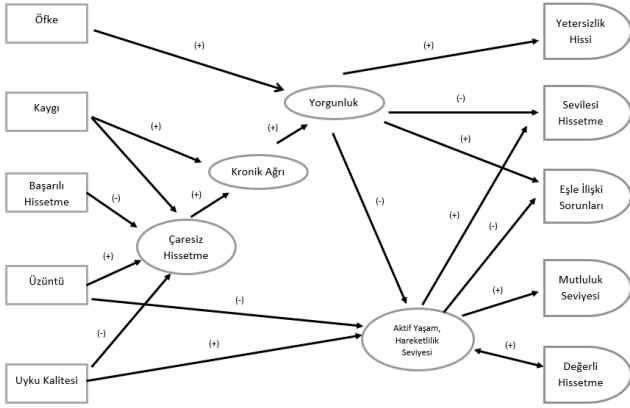 Öfke
Kaygı
Başarılı
Hissetme
Üzüntü
Uyku Kalitesi
Çaresiz
Hissetme
Kronik Ağrı
Yorgunluk
Aktif Yaşam,
Hareketlilik
Seviyesi
Yetersizlik
Hissi
Sevilesi
Hissetme
Eşle İlişki
Sorunları
Mutluluk
Seviyesi
Değerli
Hissetme
(+)
(+)
(-)
(+)
(-)
(+)
(+)
(-)
(+)
(+)
(-)
(+)
(-)
(+)
(-)
(+)
(+)